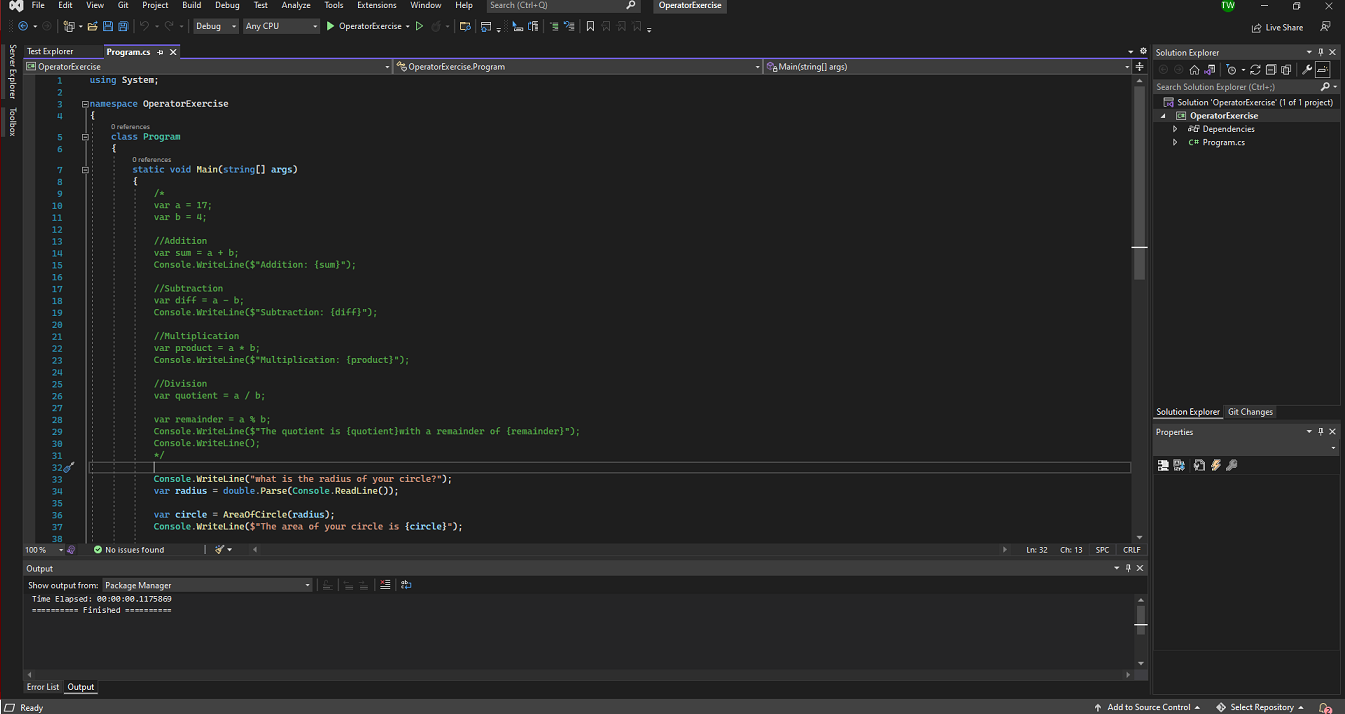 File Edit View Git Project Build Debug Test Analyze Tools Extensions Window Help Search (Ctrl+Q) OperatorExercise TW
Debug Any CPU OperatorExercise Live Share
Server Explorer
Toolbox
Test Explorer Program.cs
OperatorExercise OperatorExercise.Program Main(string[] args)
1 using System;
2
3 namespace OperatorExercise
4 {
0 references
5 class Program
6 {
0 references
7 static void Main(string[] args)
8 {
9 /*
10 var a = 17;
11 var b = 4;
12
13 //Addition
14 var sum = a + b;
15 Console.WriteLine($"Addition: {sum}");
16
17 //Subtraction
18 var diff = a - b;
19 Console.WriteLine($"Subtraction: {diff}");
20
21 //Multiplication
22 var product = a * b;
23 Console.WriteLine($"Multiplication: {product}");
24
25 //Division
26 var quotient = a / b;
27
28 var remainder = a % b;
29 Console.WriteLine($"The quotient is {quotient}with a remainder of {remainder}");
30 Console.WriteLine();
31 */
32
33 Console.WriteLine("What is the radius of your circle?");
34 var radius = double.Parse(Console.ReadLine());
35
36 var circle = AreaOfCircle(radius);
37 Console.WriteLine($"The area of your circle is {circle}");
38
100 % No issues found Ln: 32 Ch: 13 SPC CRLF
Output
Show output from: Package Manager
Time Elapsed: 00:00:00.1175869
========== Finished ==========
Error List Output
Solution Explorer
Search Solution Explorer (Ctrl+;)
Solution 'OperatorExercise' (1 of 1 project)
OperatorExercise
Dependencies
C# Program.cs
Solution Explorer Git Changes
Properties
Ready Add to Source Control Select Repository 2